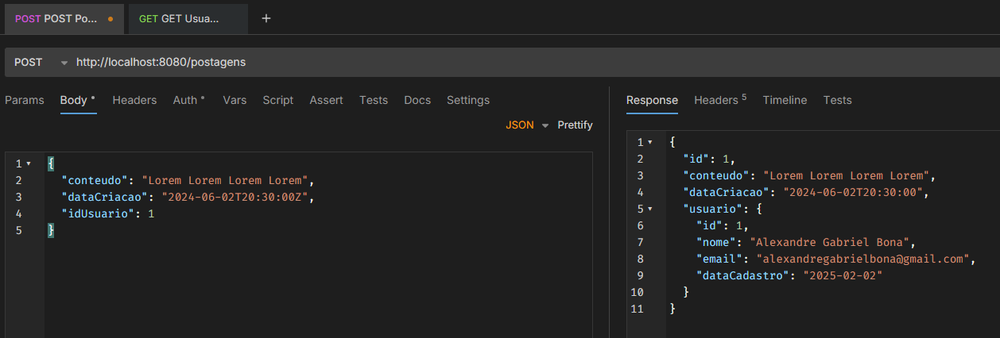 POST POST Po... GET GET Usua... +
POST http://localhost:8080/postagens
Params Body Headers Auth Vars Script Assert Tests Docs Settings
JSON Prettify
1 {
2 "conteudo": "Lorem Lorem Lorem Lorem",
3 "dataCriacao": "2024-06-02T20:30:00Z",
4 "idUsuario": 1
5 }
Response Headers 5 Timeline Tests
1 {
2 "id": 1,
3 "conteudo": "Lorem Lorem Lorem Lorem",
4 "dataCriacao": "2024-06-02T20:30:00",
5 "usuario": {
6 "id": 1,
7 "nome": "Alexandre Gabriel Bona",
8 "email": "alexandregabrielbona@gmail.com",
9 "dataCadastro": "2025-02-02"
10 }
11 }